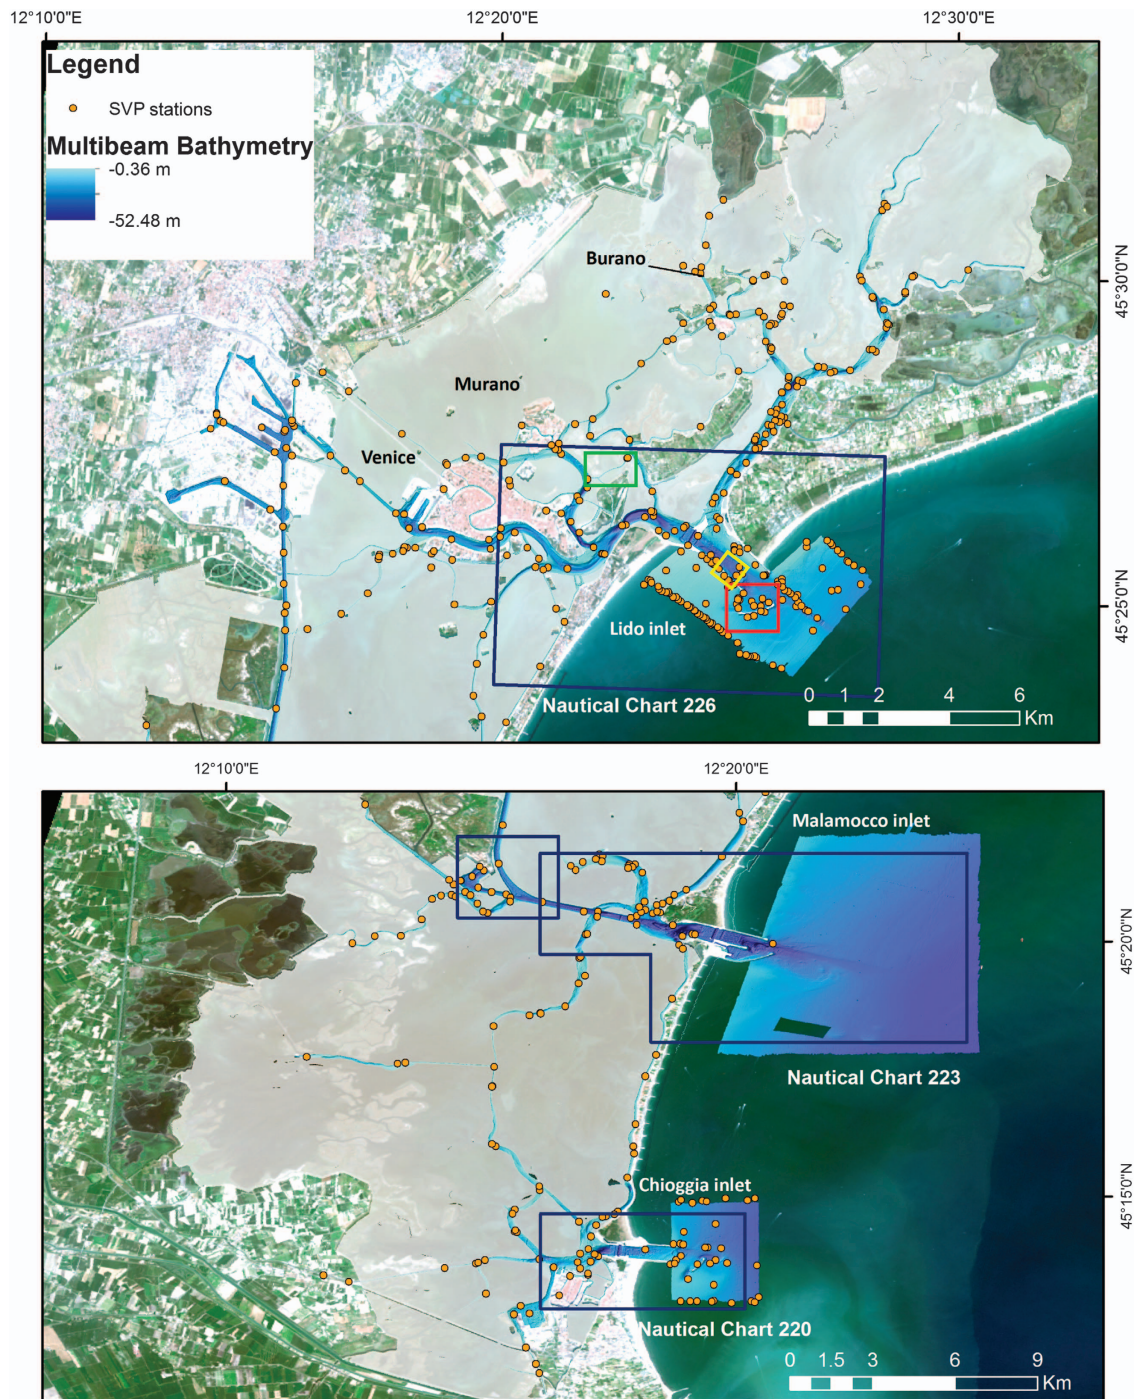 12°10'0"E 12°20'0"E 12°30'0"E
Legend
SVP stations
Multibeam Bathymetry
-0.36 m
-52.48 m
Burano
45°30'0"N
Murano
Venice
45°25'0"N
Lido inlet
Nautical Chart 226
0 1 2 4 6
Km
12°10'0"E 12°20'0"E
Malamocco inlet
45°20'0"N
Nautical Chart 223
Chioggia inlet
45°15'0"N
Nautical Chart 220
0 1.5 3 6 9
Km